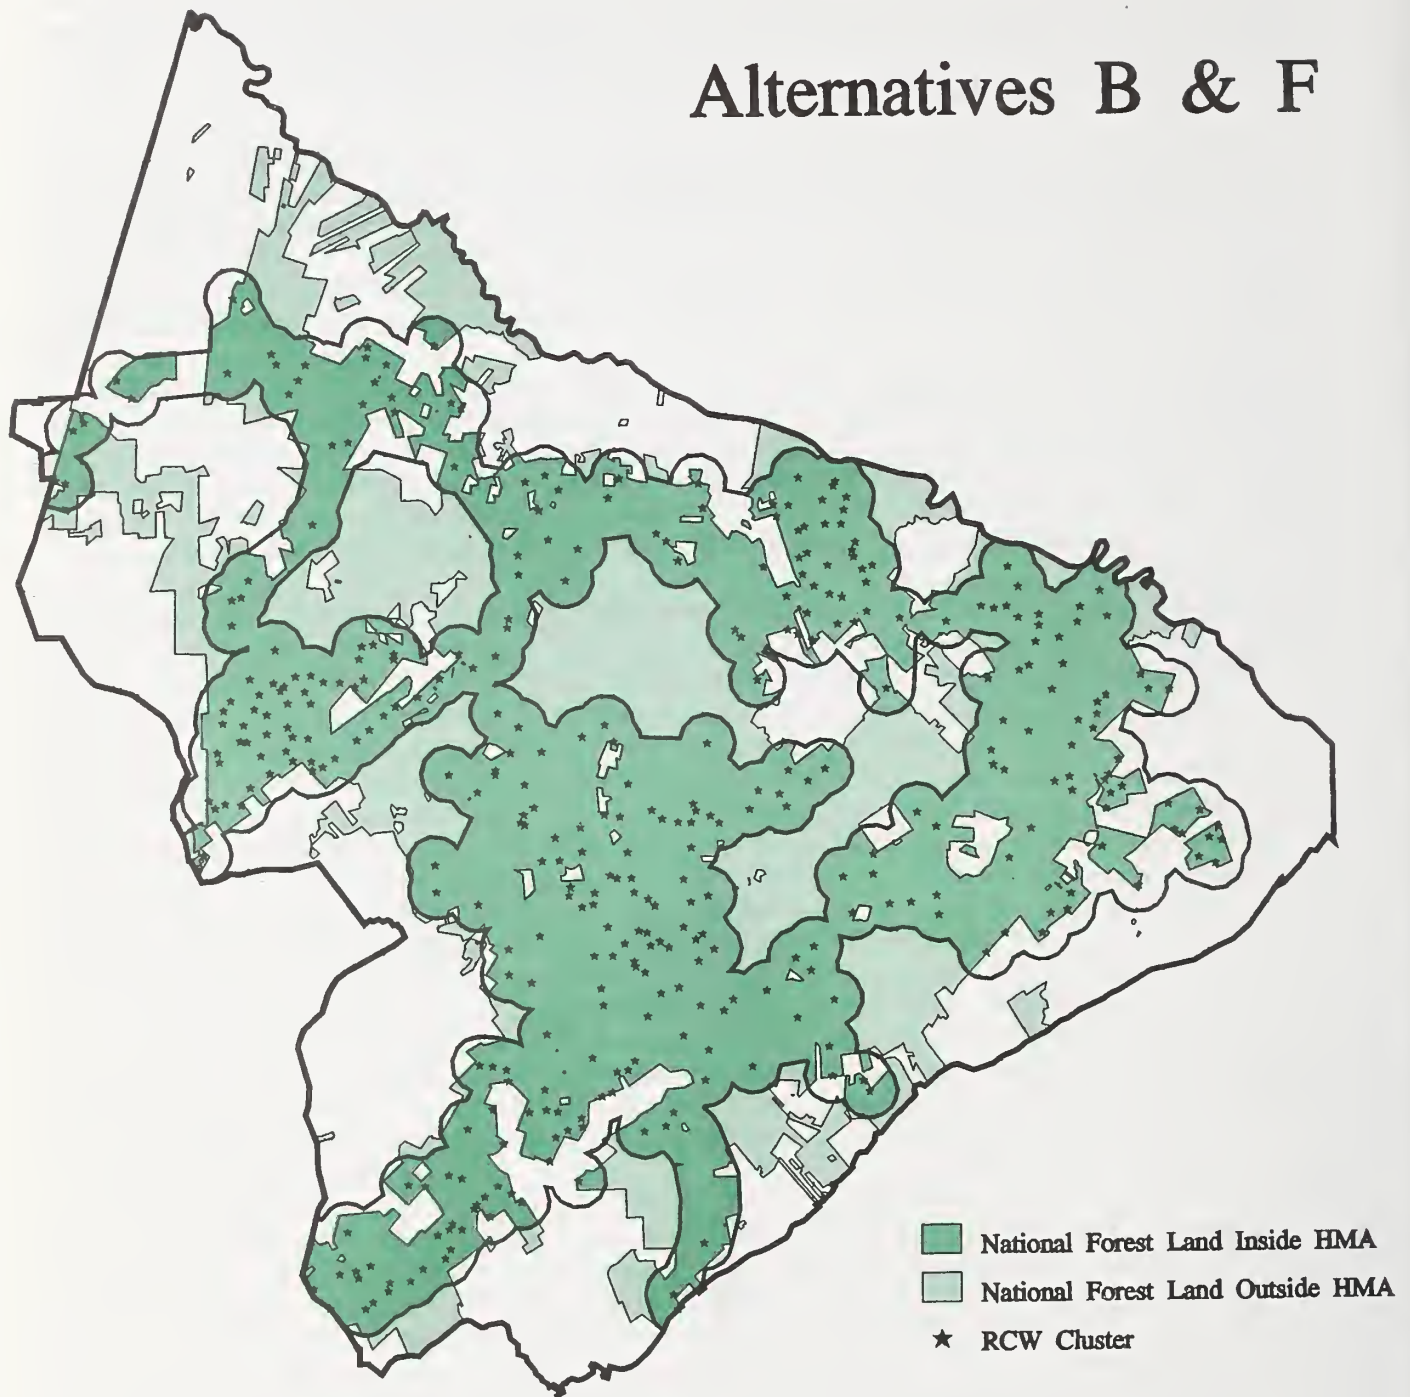 Alternatives B & F
National Forest Land Inside HMA
National Forest Land Outside HMA
RCW Cluster